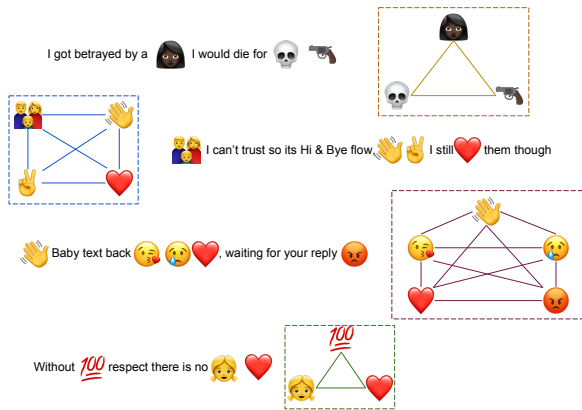 I got betrayed by a 👩🏿 I would die for 💀 🔫
👪 I can't trust so its Hi & Bye flow, 👋 ✌️ I still ❤️ them though
👋 Baby text back 😘 😢 ❤️, waiting for your reply 😡
Without 💯 respect there is no 👧 ❤️